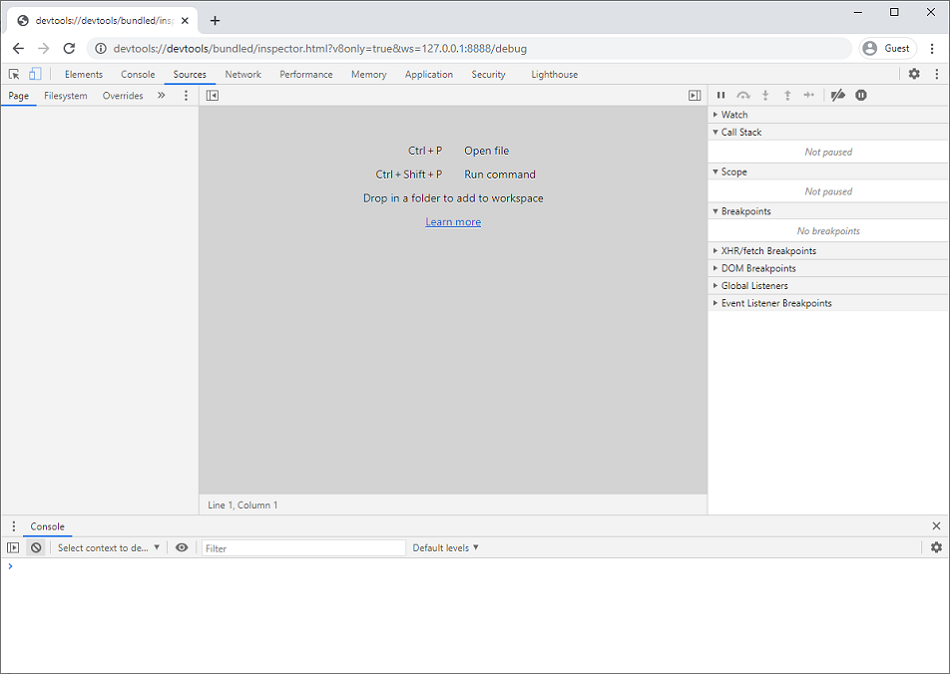 devtools://devtools/bundled/ins
devtools://devtools/bundled/inspector.html?v8only=true&ws=127.0.0.1:8888/debug
Guest
Elements Console Sources Network Performance Memory Application Security Lighthouse
Page Filesystem Overrides »
Watch
Call Stack
Not paused
Scope
Not paused
Breakpoints
No breakpoints
XHR/fetch Breakpoints
DOM Breakpoints
Global Listeners
Event Listener Breakpoints
Ctrl + P Open file
Ctrl + Shift + P Run command
Drop in a folder to add to workspace
Learn more
Line 1, Column 1
Console
Select context to de... Filter Default levels